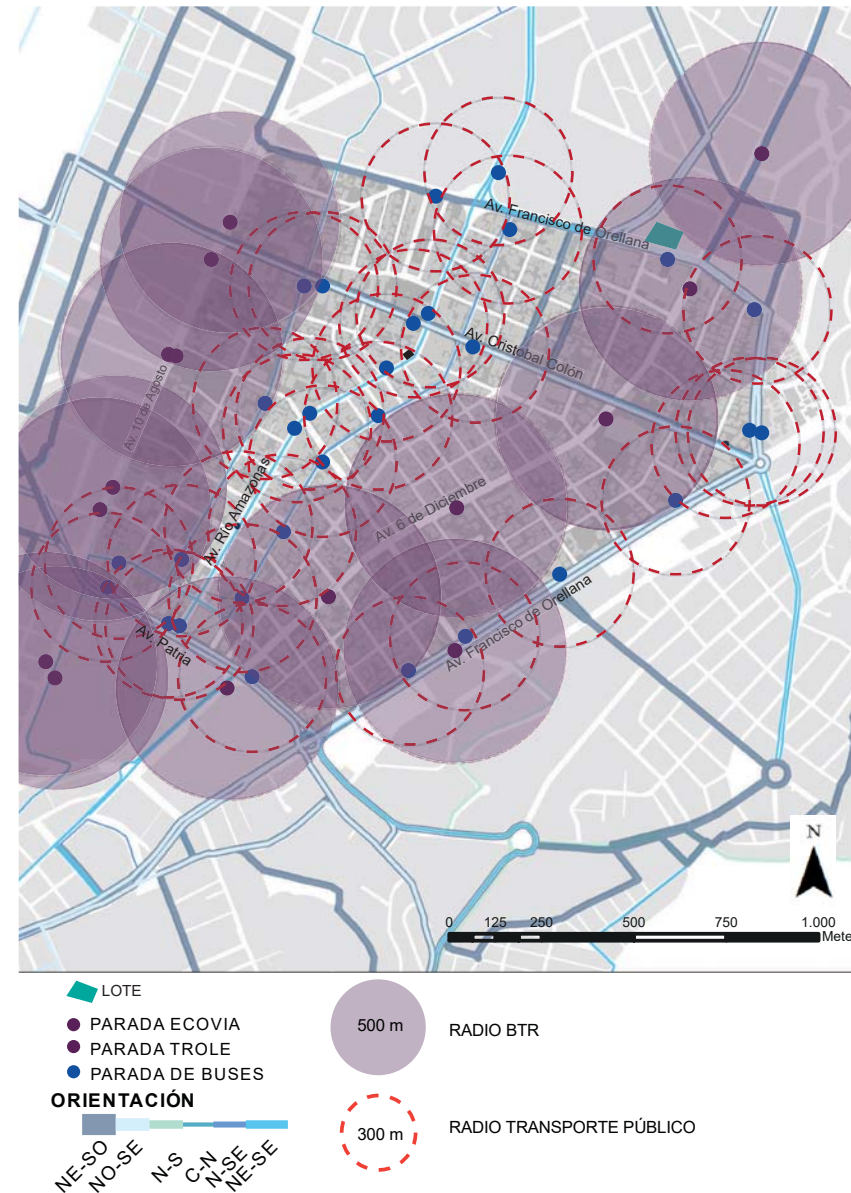 Av. Francisco de Orellana
Av. Cristobal Colón
Av. 10 de Agosto
Av. Rio Amazonas
Av. 6 de Diciembre
Av. Francisco de Orellana
Av. Patria
N
0 125 250 500 750 1.000
Mete
LOTE
PARADA ECOVIA
PARADA TROLE
PARADA DE BUSES
ORIENTACIÓN
NE-SO NO-SE N-S C-N N-SE NE-SE
500 m
RADIO BTR
300 m
RADIO TRANSPORTE PÚBLICO